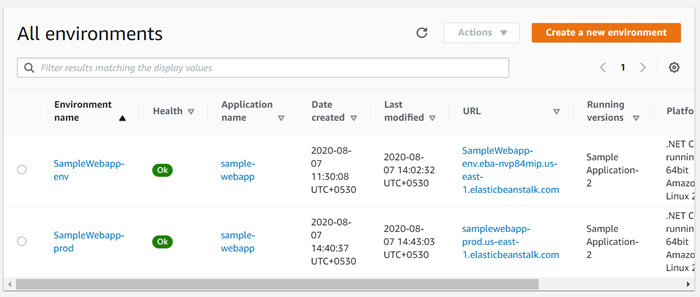 All environments
Actions
Create a new environment
Filter results matching the display values
1
Environment name
Health
Application name
Date created
Last modified
URL
Running versions
Platfo
SampleWebapp-
env
Ok
sample-
webapp
2020-08-
07
11:30:08
UTC+0530
2020-08-
07 14:02:32
UTC+0530
SampleWebapp-
env.eba-nvp84mip.us-
east-
1.elasticbeanstalk.com
Sample
Application-
2
.NET C
running
64bit
Amazo
Linux 2
SampleWebapp-
prod
Ok
sample-
webapp
2020-08-
07
14:40:37
UTC+0530
2020-08-
07 14:43:03
UTC+0530
samplewebapp-
prod.us-east-
1.elasticbeanstalk.com
Sample
Application-
2
.NET C
running
64bit
Amazo
Linux 2